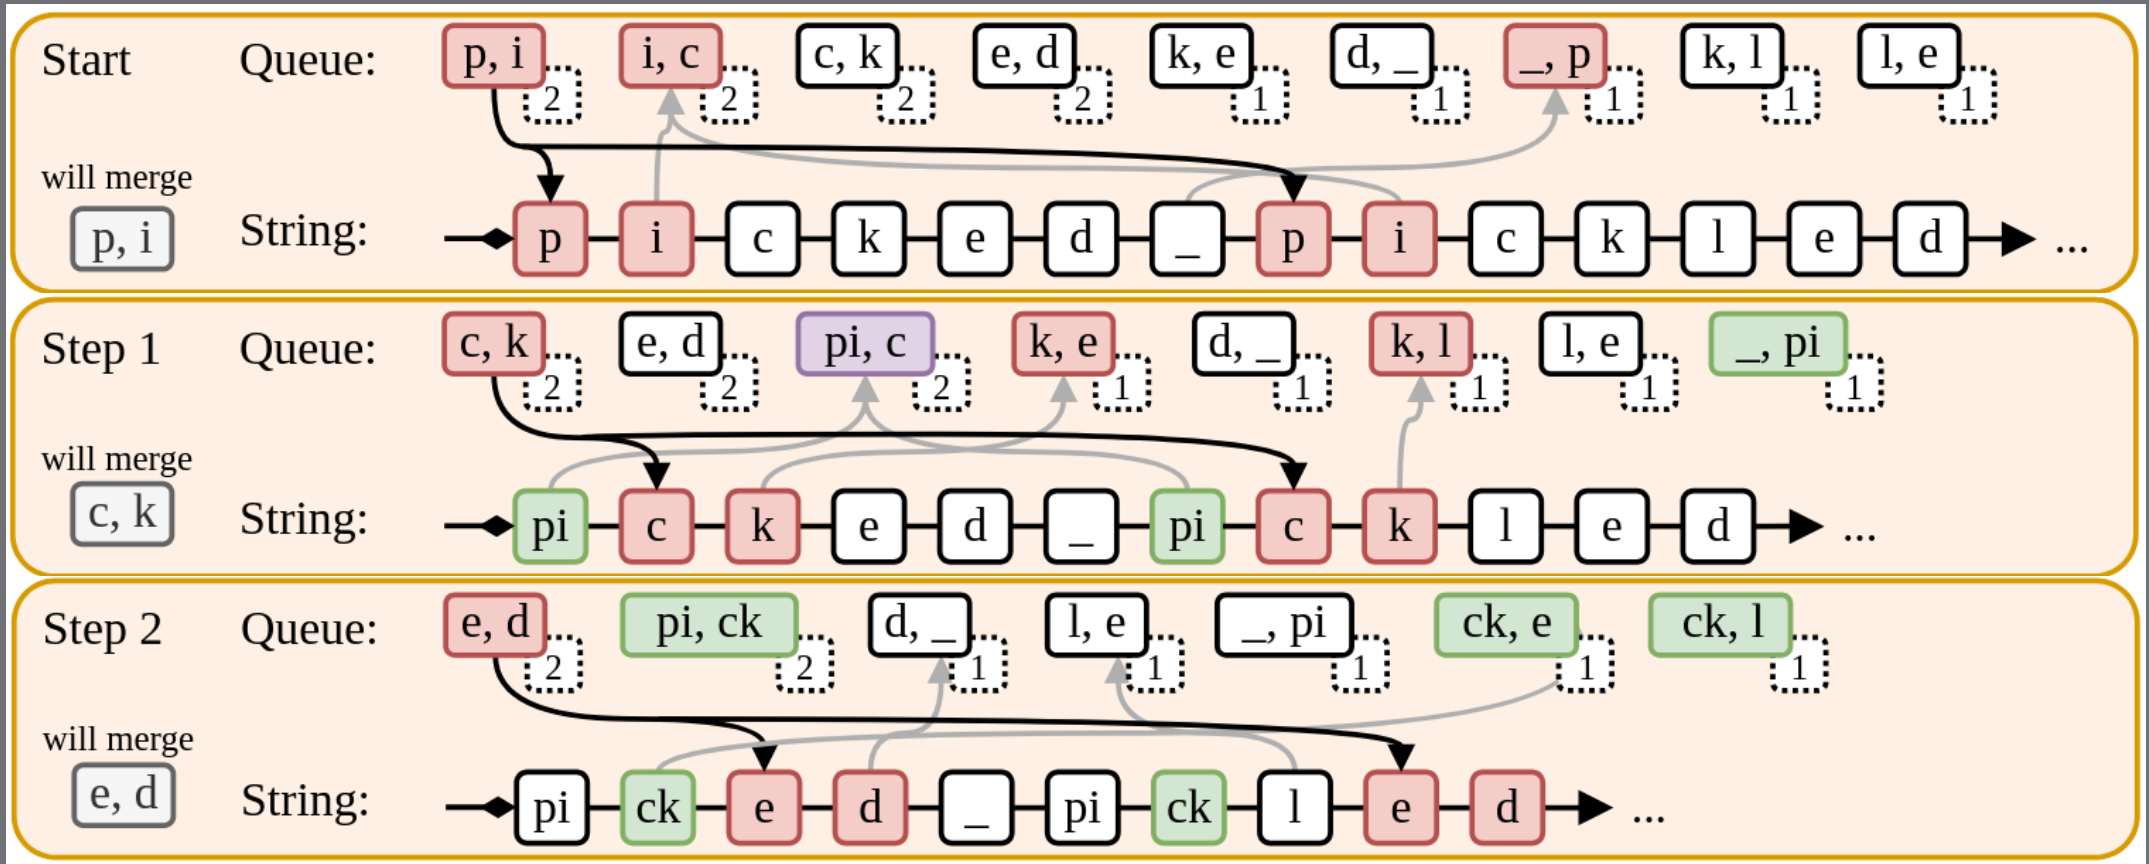 Start Queue: p, i i, c c, k e, d k, e d, _ _, p k, l l, e
2 2 2 2 1 1 1 1 1
will merge
p, i String: p i c k e d _ p i c k l e d ...
Step 1 Queue: c, k e, d pi, c k, e d, _ k, l l, e _, pi
2 2 2 1 1 1 1 1
will merge
c, k String: pi c k e d _ pi c k l e d ...
Step 2 Queue: e, d pi, ck d, _ l, e _, pi ck, e ck, l
2 2 1 1 1 1 1
will merge
e, d String: pi ck e d _ pi ck l e d ...